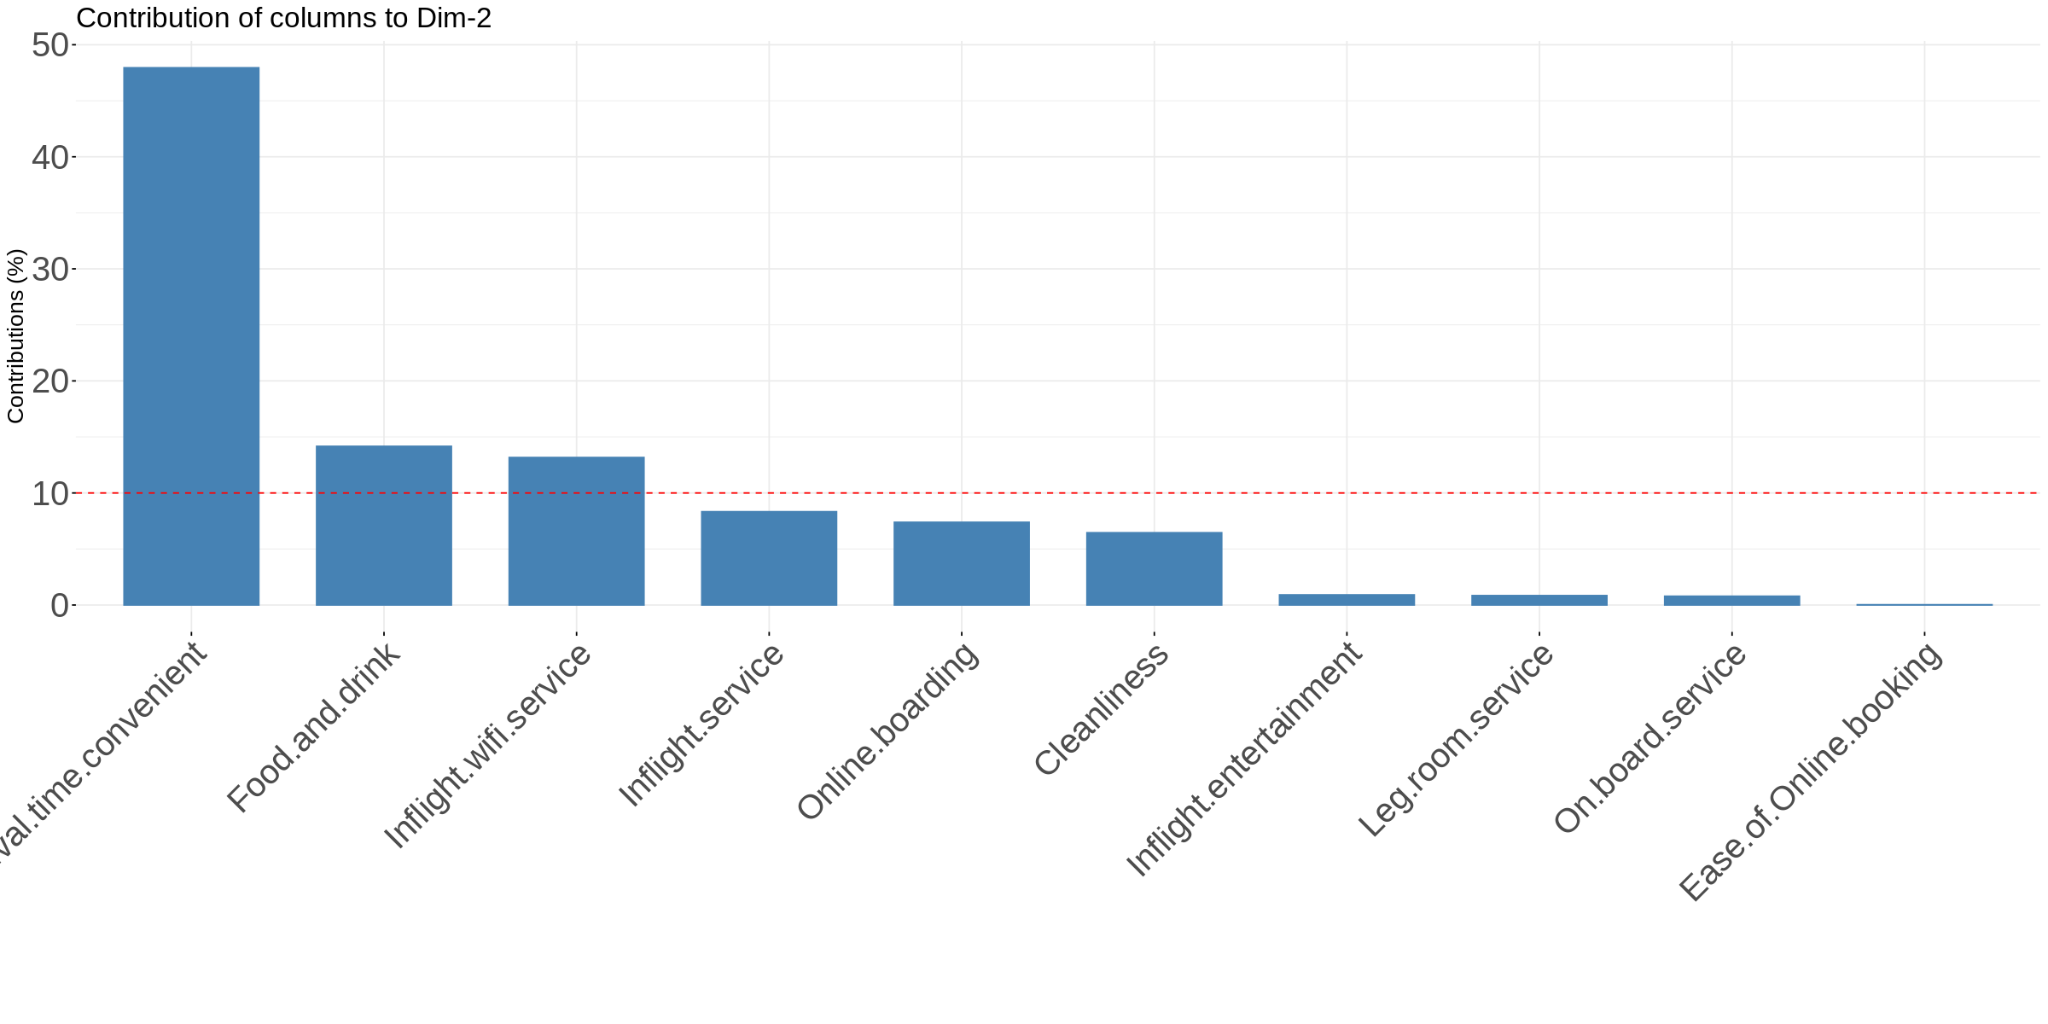 Contribution of columns to Dim-2
Contributions (%)
50
40
30
20
10
0
val.time.convenient
Food.and.drink
Inflight.wifi.service
Inflight.service
Online.boarding
Cleanliness
Inflight.entertainment
Leg.room.service
On.board.service
Ease.of.Online.booking